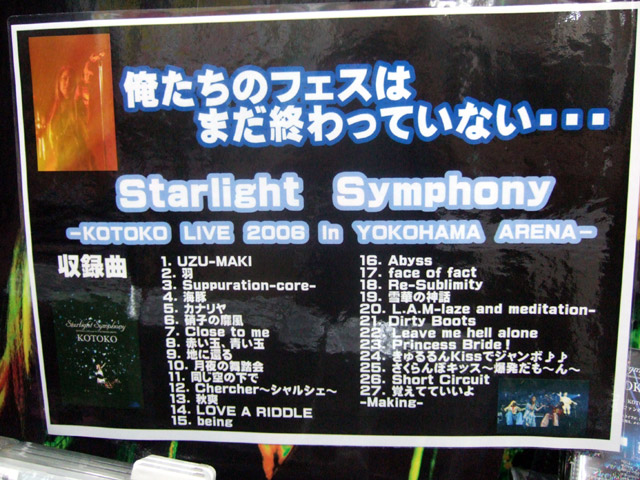 俺たちのフェスは
まだ終わっていない・・・
Starlight Symphony
-KOTOKO LIVE 2006 In YOKOHAMA ARENA-
収録曲
Starlight Symphony
KOTOKO
1. UZU-MAKI
2. 羽
3. Suppuration-core-
4. 海豚
5. カナリヤ
6. 硝子の靡風
7. Close to me
8. 赤い玉、青い玉
9. 地に還る
10. 月夜の舞踏会
11. 同じ空の下で
12. Chercher～シャルシェ～
13. 秋爽
14. LOVE A RIDDLE
15. being
16. Abyss
17. face of fact
18. Re-Sublimity
19. 雪華の神話
20. L.A.M-laze and meditation-
21. Dirty Boots
22. Leave me hell alone
23. Princess Bride！
24. きゅるるんKissでジャンボ♪♪
25. さくらんぼキッス～爆発だも～ん～
26. Short Circuit
27. 覚えてていいよ
-Making-